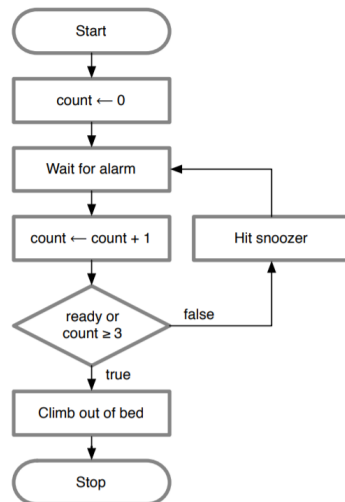 Start
count ← 0
Wait for alarm
count ← count + 1
Hit snoozer
ready or
count ≥ 3
false
true
Climb out of bed
Stop